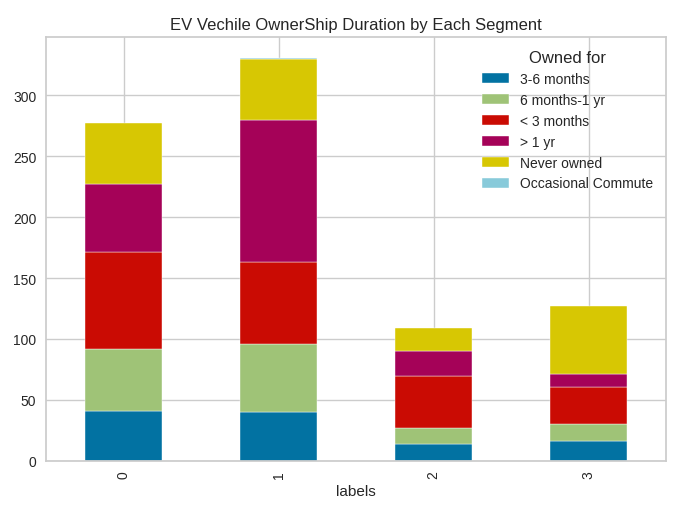 EV Vechile OwnerShip Duration by Each Segment
Owned for
3-6 months
6 months-1 yr
< 3 months
> 1 yr
Never owned
Occasional Commute
300
250
200
150
100
50
0
0
1
2
3
labels